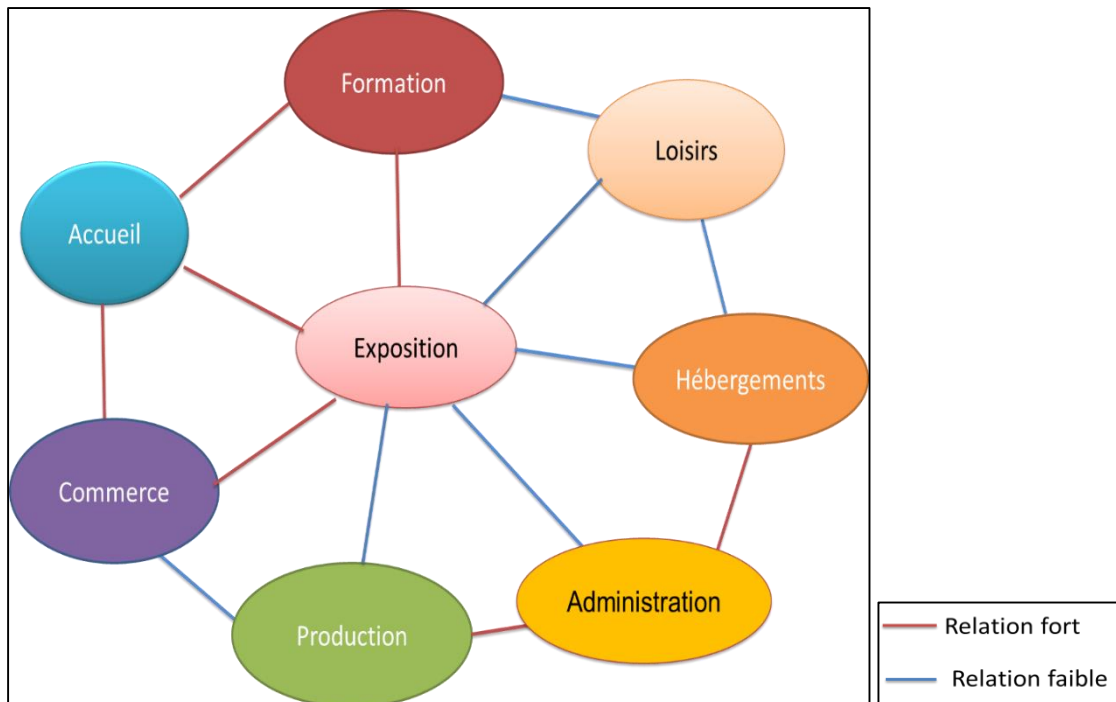 Formation
Loisirs
Accueil
Exposition
Hébergements
Commerce
Administration
Production
Relation fort
Relation faible